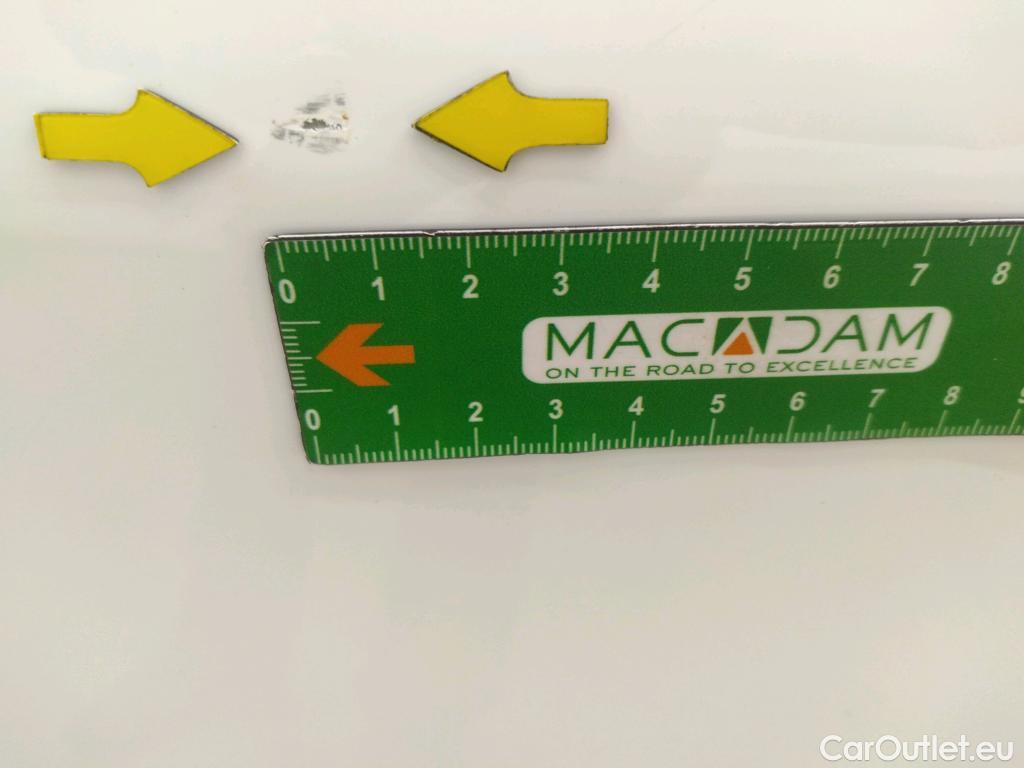 0 1 2 3 4 5 6 7 8
MACADAM
ON THE ROAD TO EXCELLENCE
0 1 2 3 4 5 6 7 8 9
CarOutlet.eu